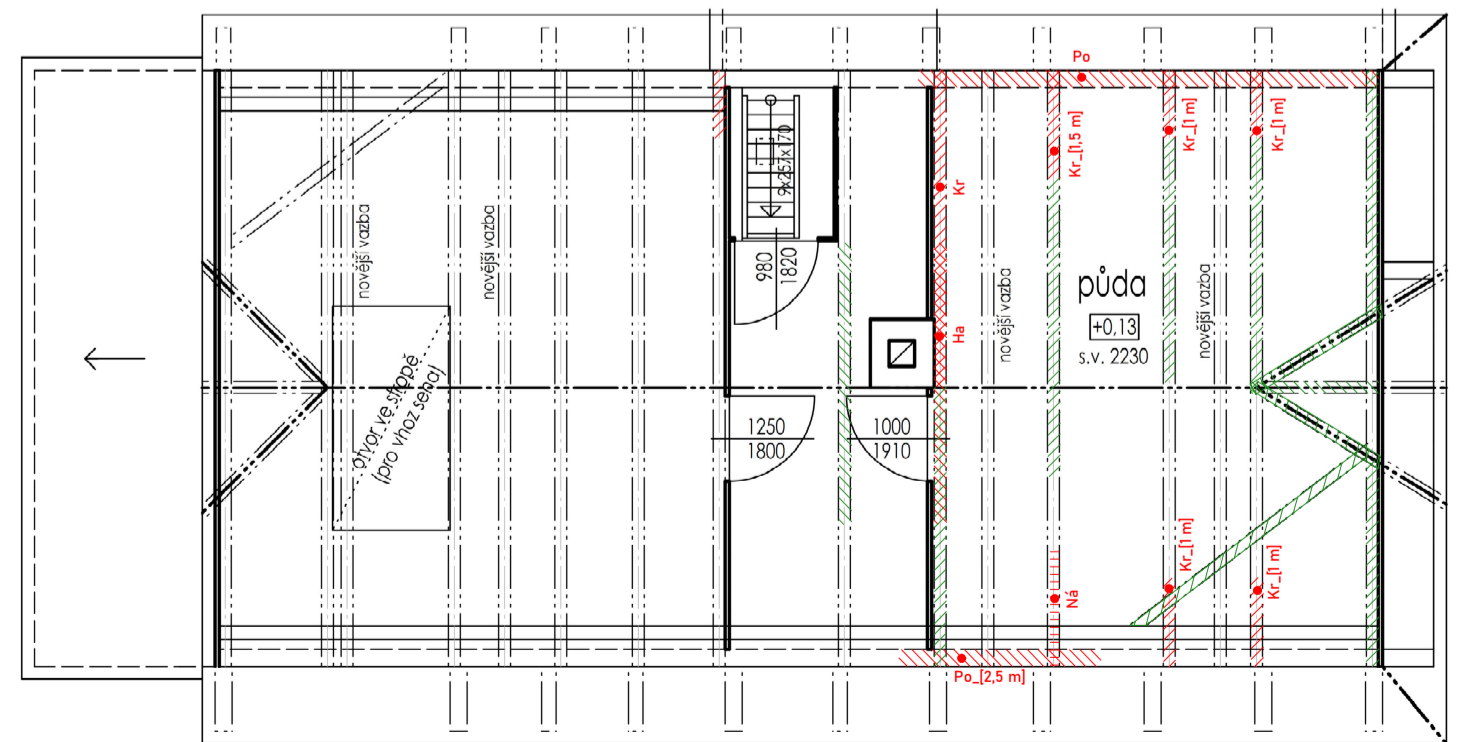 Po
Kr_[1,5 m]
Kr_[1 m]
Kr_[1 m]
9x257x170
Kr
novější vazba
novější vazba
980
1820
půda
+0,13
s.v. 2230
novější vazba
novější vazba
Ha
otvor ve stropě
(pro vhoz sena)
1250
1800
1000
1910
Kr_[1 m]
Kr_[1 m]
Ná
Po_[2,5 m]